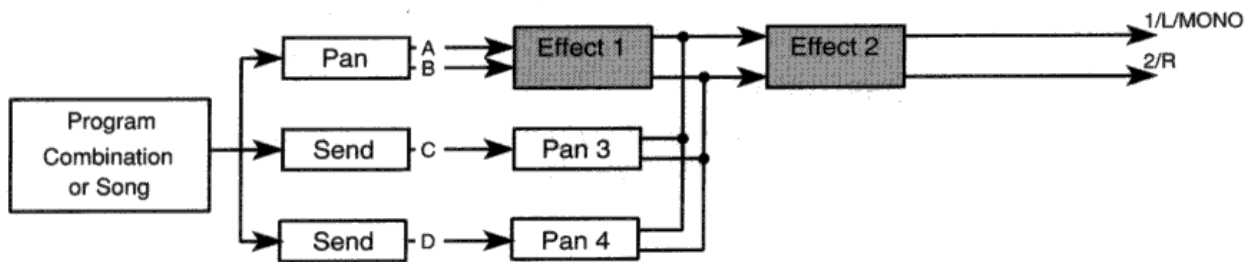 1/L/MONO
Pan
A
B
Effect 1
Effect 2
2/R
Program
Combination
or Song
Send
C
Pan 3
Send
D
Pan 4